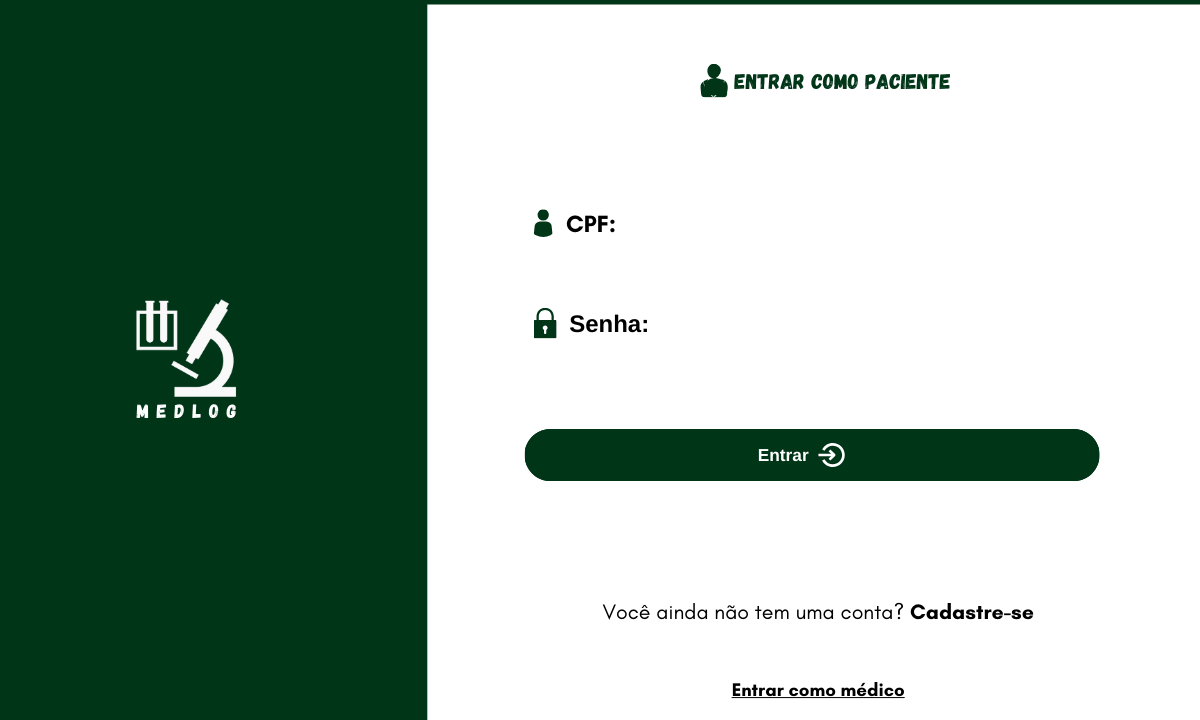 ENTRAR COMO PACIENTE
CPF:
Senha:
MEDLOG
Entrar
Você ainda não tem uma conta? Cadastre-se
Entrar como médico